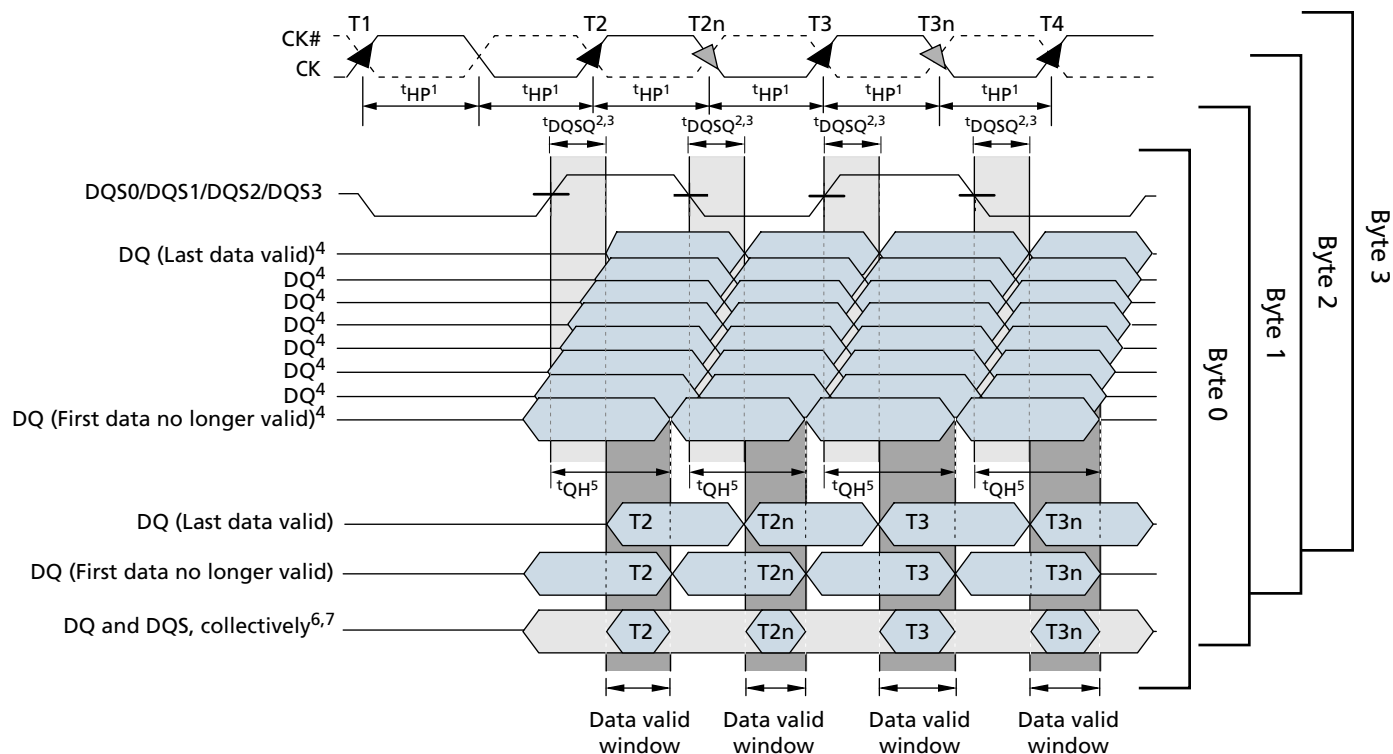 T1 T2 T2n T3 T3n T4
CK#
CK
tHP1 tHP1 tHP1 tHP1 tHP1 tHP1
tDQSQ2,3 tDQSQ2,3 tDQSQ2,3 tDQSQ2,3
DQS0/DQS1/DQS2/DQS3
DQ (Last data valid)4
DQ4
DQ4
DQ4
DQ4
DQ4
DQ4
DQ (First data no longer valid)4
tQH5 tQH5 tQH5 tQH5
DQ (Last data valid) T2 T2n T3 T3n
DQ (First data no longer valid) T2 T2n T3 T3n
DQ and DQS, collectively6,7 T2 T2n T3 T3n
Data valid window
Data valid window
Data valid window
Data valid window
Byte 0
Byte 1
Byte 2
Byte 3